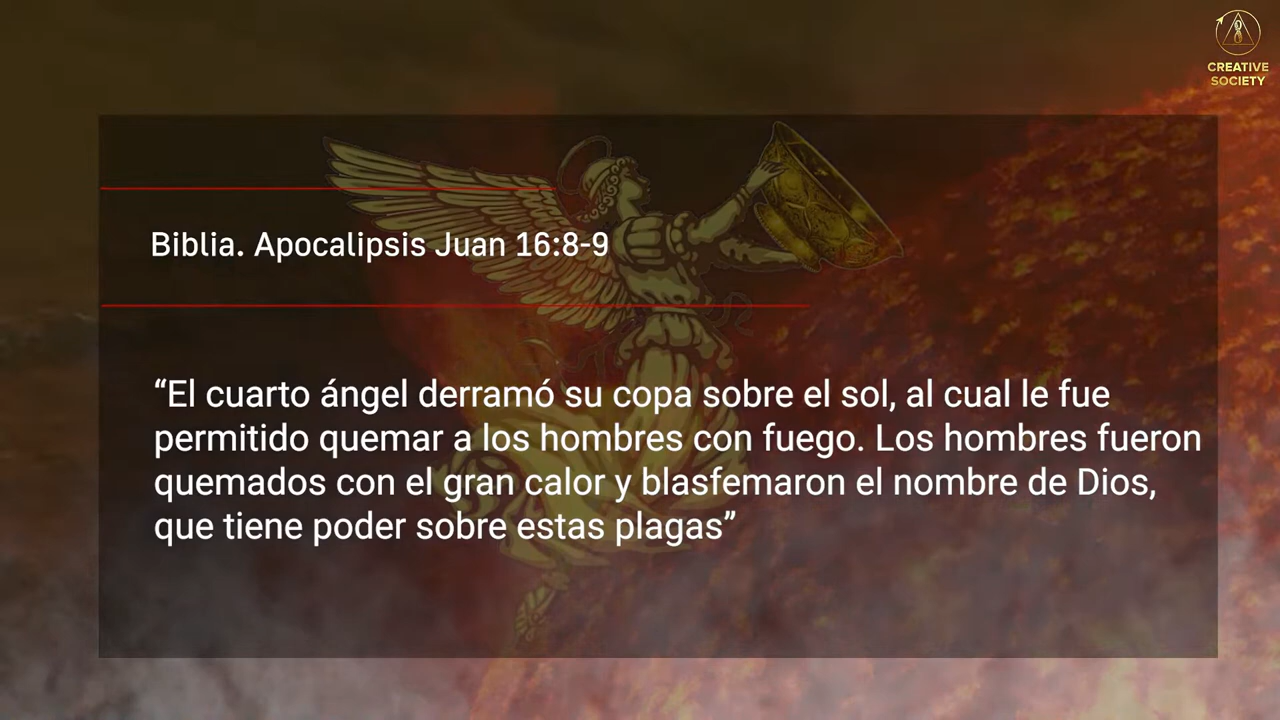 CREATIVE
SOCIETY
Biblia. Apocalipsis Juan 16:8-9
“El cuarto ángel derramó su copa sobre el sol, al cual le fue
permitido quemar a los hombres con fuego. Los hombres fueron
quemados con el gran calor y blasfemaron el nombre de Dios,
que tiene poder sobre estas plagas”